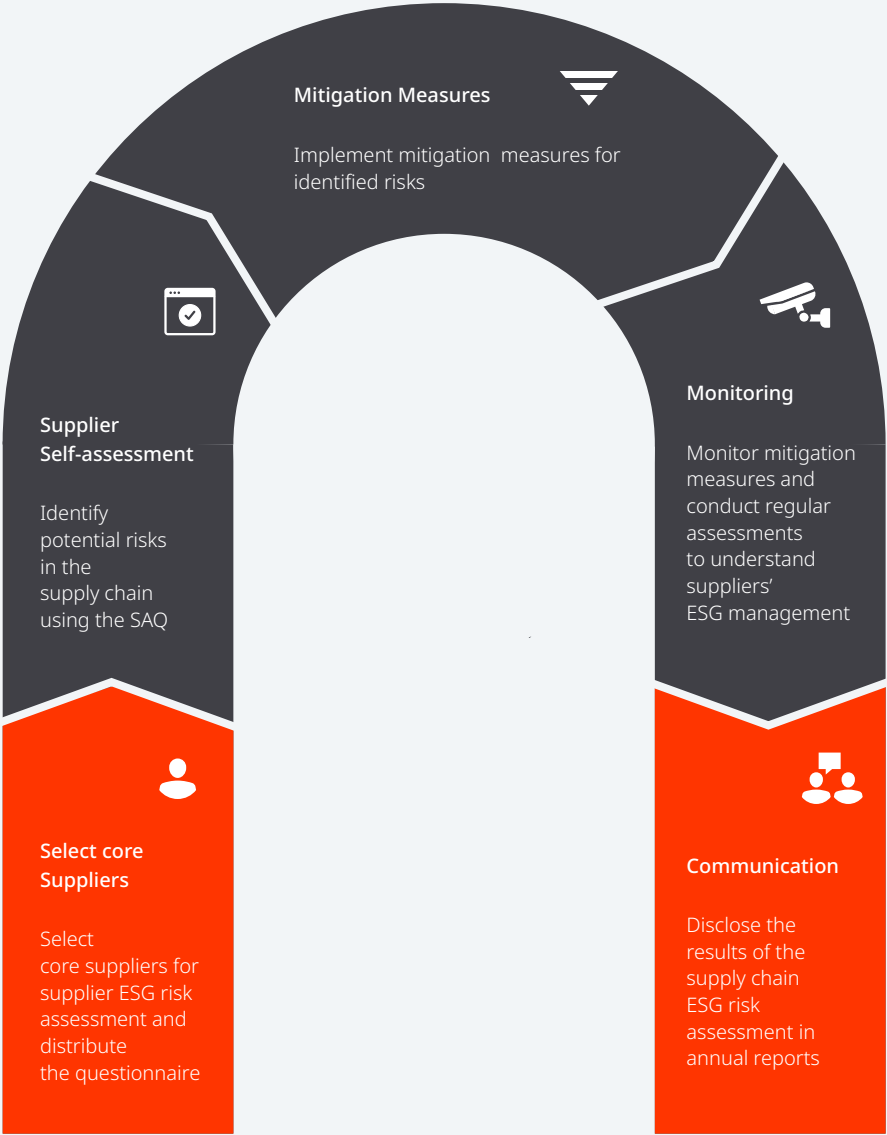 Select core
Suppliers
Select
core suppliers for
supplier ESG risk
assessment and
distribute
the questionnaire
Supplier
Self-assessment
Identify
potential risks
in the
supply chain
using the SAQ
Mitigation Measures
Implement mitigation measures for
identified risks
Monitoring
Monitor mitigation
measures and
conduct regular
assessments
to understand
suppliers’
ESG management
Communication
Disclose the
results of the
supply chain
ESG risk
assessment in
annual reports